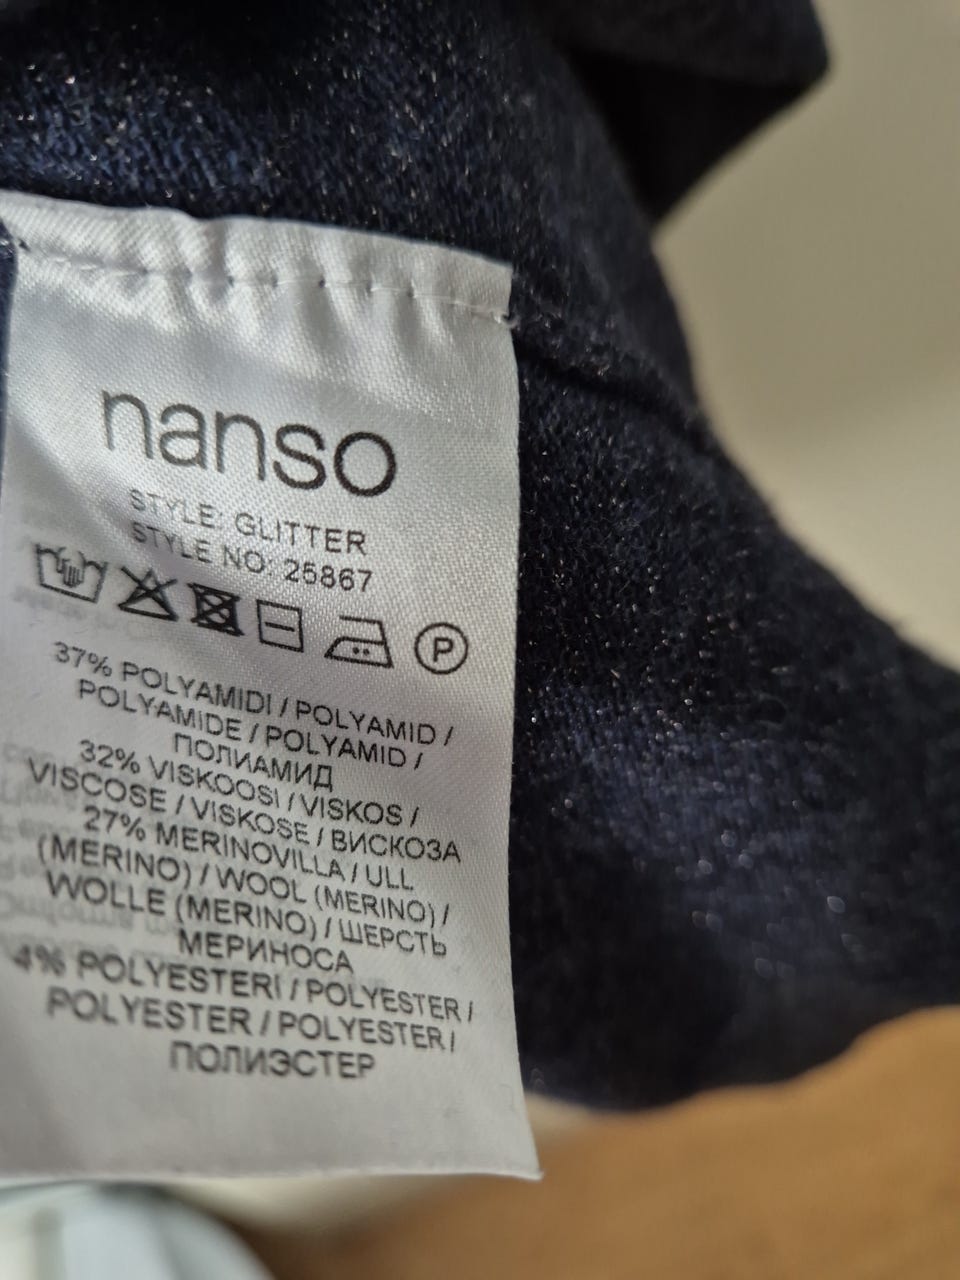 nanso
STYLE: GLITTER
STYLE NO: 25867
P
37% POLYAMIDI / POLYAMID /
POLYAMIDE / POLYAMID /
ПОЛИАМИД
32% VISKOOSI / VISKOS /
VISCOSE / VISKOSE / ВИСКОЗА
27% MERINOVILLA / ULL
(MERINO) / WOOL (MERINO) /
WOLLE (MERINO) / ШЕРСТЬ
МЕРИНОСА
4% POLYESTERI / POLYESTER /
POLYESTER / POLYESTER /
ПОЛИЭСТЕР